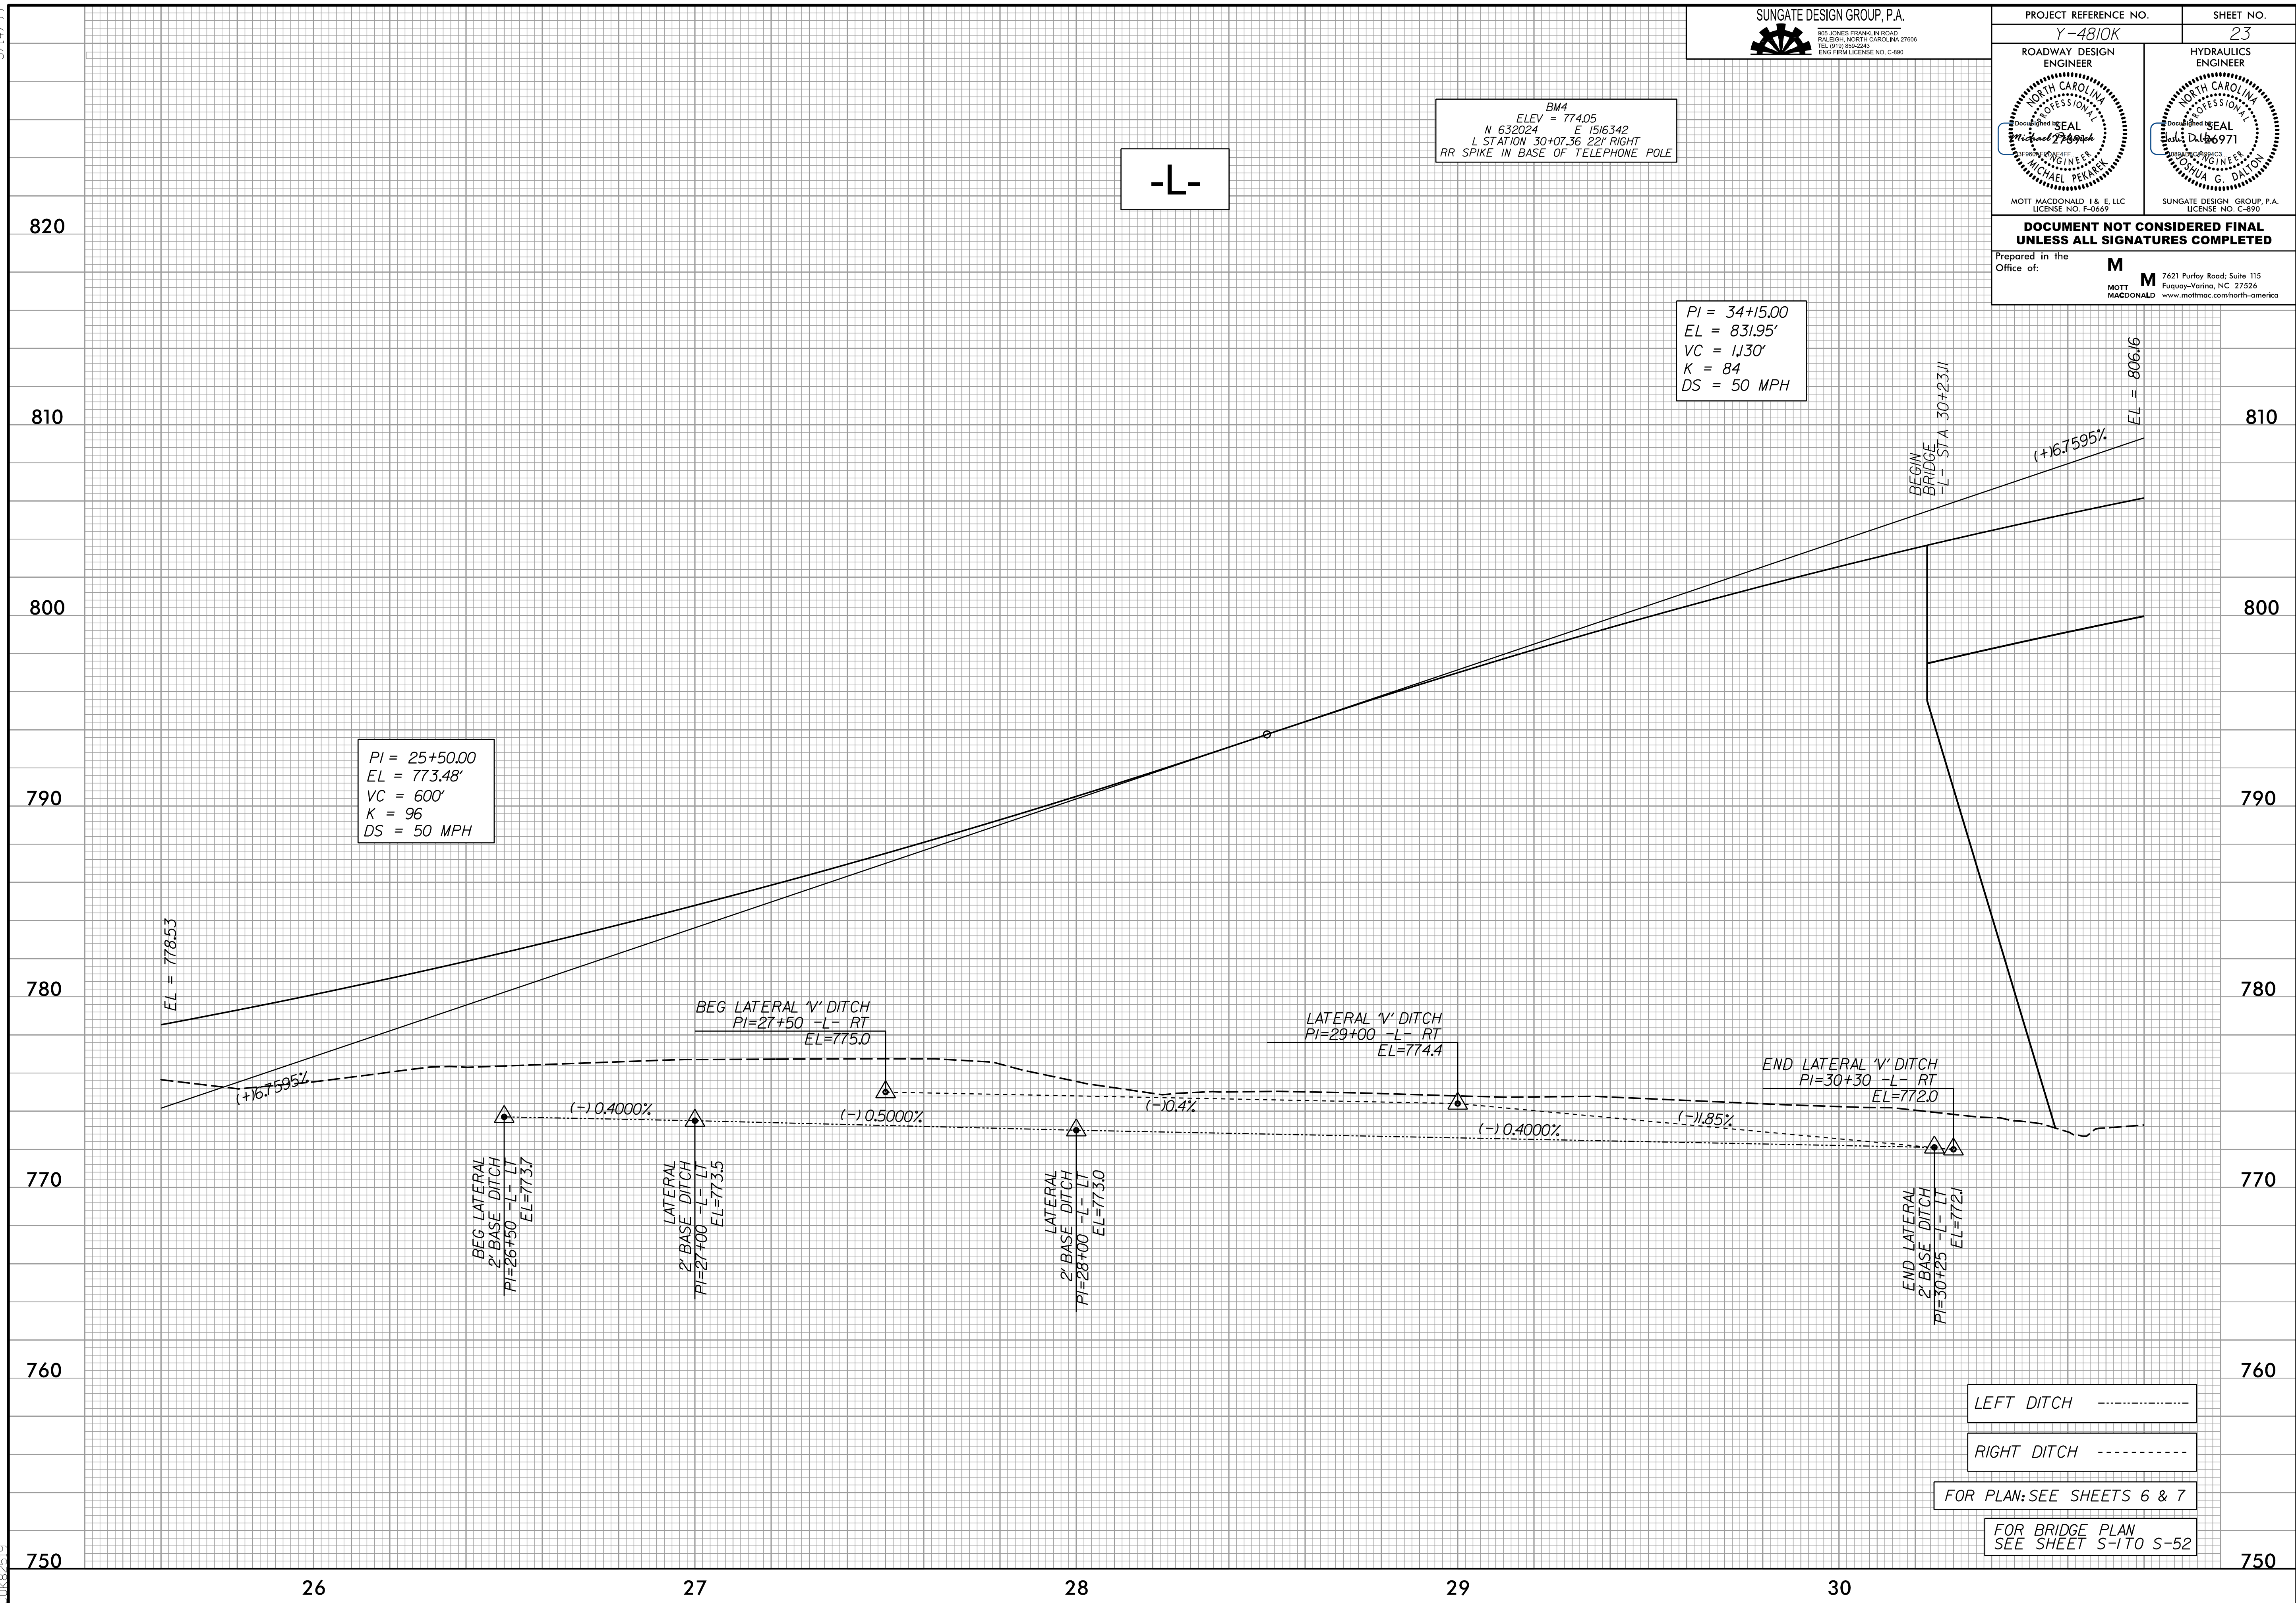 SUNGATE DESIGN GROUP, P.A.
905 JONES FRANKLIN ROAD
RALEIGH, NORTH CAROLINA 27606
TEL (919) 859-2243
ENG FIRM LICENSE NO. C-890
PROJECT REFERENCE NO.
SHEET NO.
Y-4810K
23
ROADWAY DESIGN
ENGINEER
HYDRAULICS
ENGINEER
NORTH CAROLINA
PROFESSIONAL
SEAL
27391
ENGINEER
MICHAEL PEKAREK
NORTH CAROLINA
PROFESSIONAL
SEAL
26971
ENGINEER
JOSHUA G. DALTON
MOTT MACDONALD I & E, LLC
LICENSE NO. F-0669
SUNGATE DESIGN GROUP, P.A.
LICENSE NO. C-890
DOCUMENT NOT CONSIDERED FINAL
UNLESS ALL SIGNATURES COMPLETED
Prepared in the
Office of:
M
M
MOTT
MACDONALD
7621 Purfoy Road; Suite 115
Fuquay-Varina, NC 27526
www.mottmac.com/north-america
BM4
ELEV = 774.05
N 632024 E 1516342
L STATION 30+07.36 221' RIGHT
RR SPIKE IN BASE OF TELEPHONE POLE
-L-
820
PI = 34+15.00
EL = 831.95'
VC = 1,130'
K = 84
DS = 50 MPH
BEGIN
BRIDGE
-L- STA 30+23.11
EL = 806.16
810
810
(+)6.7595%
800
800
PI = 25+50.00
EL = 773.48'
VC = 600'
K = 96
DS = 50 MPH
790
790
EL = 778.53
780
780
BEG LATERAL 'V' DITCH
PI=27+50 -L- RT
EL=775.0
LATERAL 'V' DITCH
PI=29+00 -L- RT
EL=774.4
END LATERAL 'V' DITCH
PI=30+30 -L- RT
EL=772.0
(+)6.7595%
(-) 0.4000%
(-) 0.5000%
(-)0.4%
(-) 0.4000%
(-)1.85%
770
770
BEG LATERAL
2' BASE DITCH
PI=26+50 -L- LT
EL=773.7
LATERAL
2' BASE DITCH
PI=27+00 -L- LT
EL=773.5
LATERAL
2' BASE DITCH
PI=28+00 -L- LT
EL=773.0
END LATERAL
2' BASE DITCH
PI=30+25 -L- LT
EL=772.1
760
760
LEFT DITCH
RIGHT DITCH
FOR PLAN: SEE SHEETS 6 & 7
FOR BRIDGE PLAN
SEE SHEET S-1 TO S-52
750
750
26
27
28
29
30